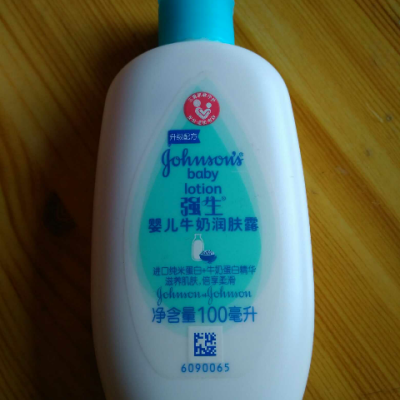 升级配方
Johnson's
baby
lotion
强生®
婴儿牛奶润肤露
进口纯米蛋白+牛奶蛋白精华
滋养肌肤,倍享柔滑
Johnson&Johnson
净含量100毫升
6090065